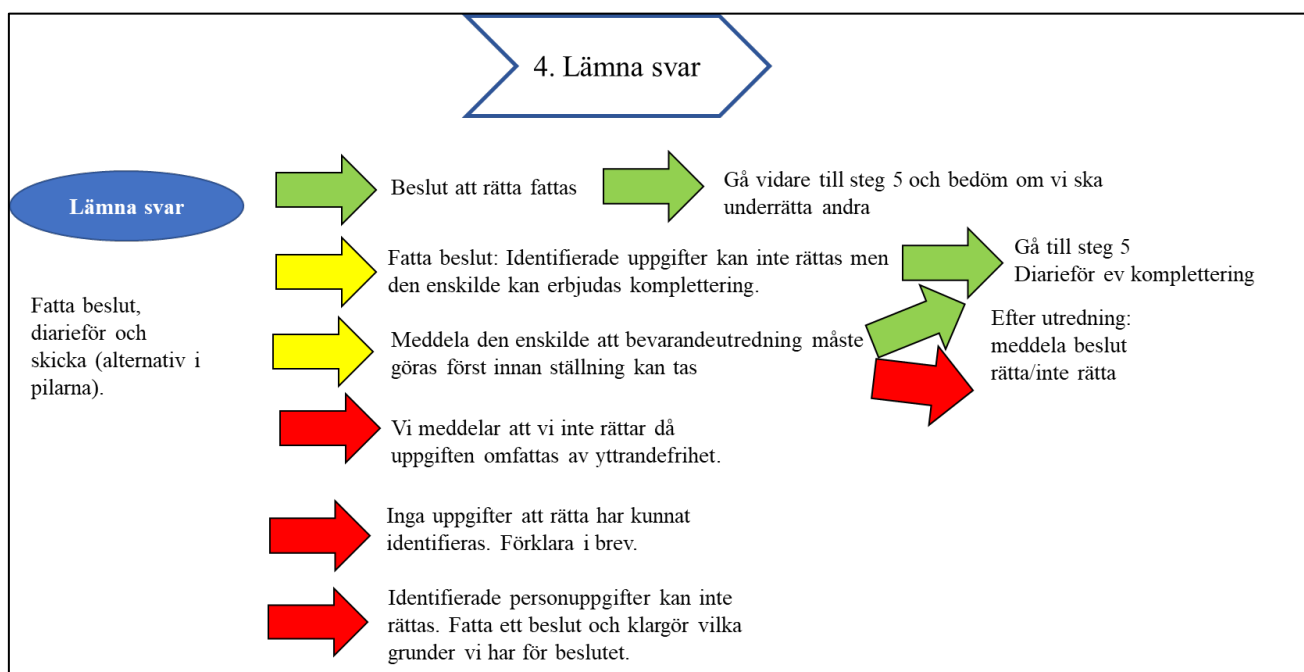 4. Lämna svar
Lämna svar
Fatta beslut,
diarieför och
skicka (alternativ i
pilarna).
Beslut att rätta fattas
Gå vidare till steg 5 och bedöm om vi ska
underrätta andra
Fatta beslut: Identifierade uppgifter kan inte rättas men
den enskilde kan erbjudas komplettering.
Gå till steg 5
Diarieför ev komplettering
Meddela den enskilde att bevarandeutredning måste
göras först innan ställning kan tas
Efter utredning:
meddela beslut
rätta/inte rätta
Vi meddelar att vi inte rättar då
uppgiften omfattas av yttrandefrihet.
Inga uppgifter att rätta har kunnat
identifieras. Förklara i brev.
Identifierade personuppgifter kan inte
rättas. Fatta ett beslut och klargör vilka
grunder vi har för beslutet.